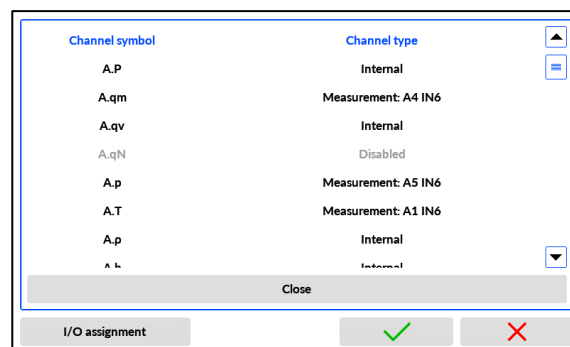 Channel symbol Channel type
A.P Internal
A.qm Measurement: A4 IN6
A.qv Internal
A.qN Disabled
A.p Measurement: A5 IN6
A.T Measurement: A1 IN6
A.ρ Internal
A.h Internal
Close
I/O assignment